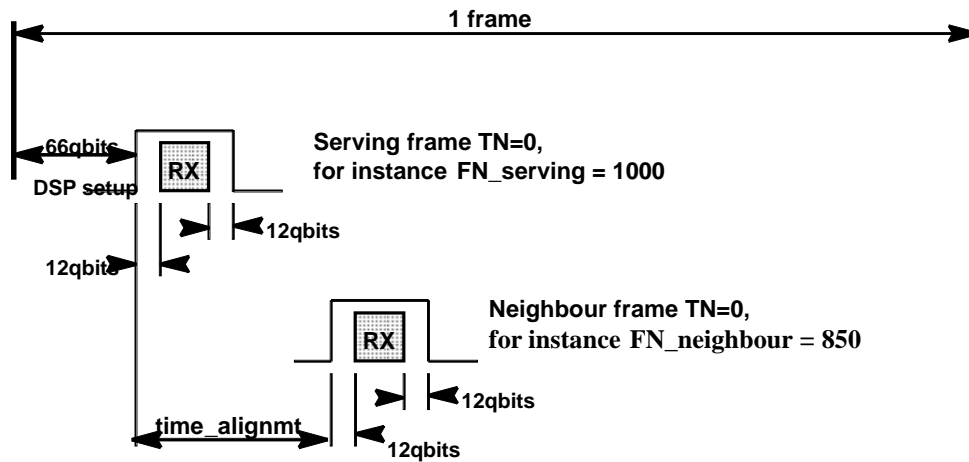 1 frame
66qbits
DSP setup
RX
Serving frame TN=0,
for instance FN_serving = 1000
12qbits
12qbits
RX
Neighbour frame TN=0,
for instance FN_neighbour = 850
12qbits
time_alignmt
12qbits